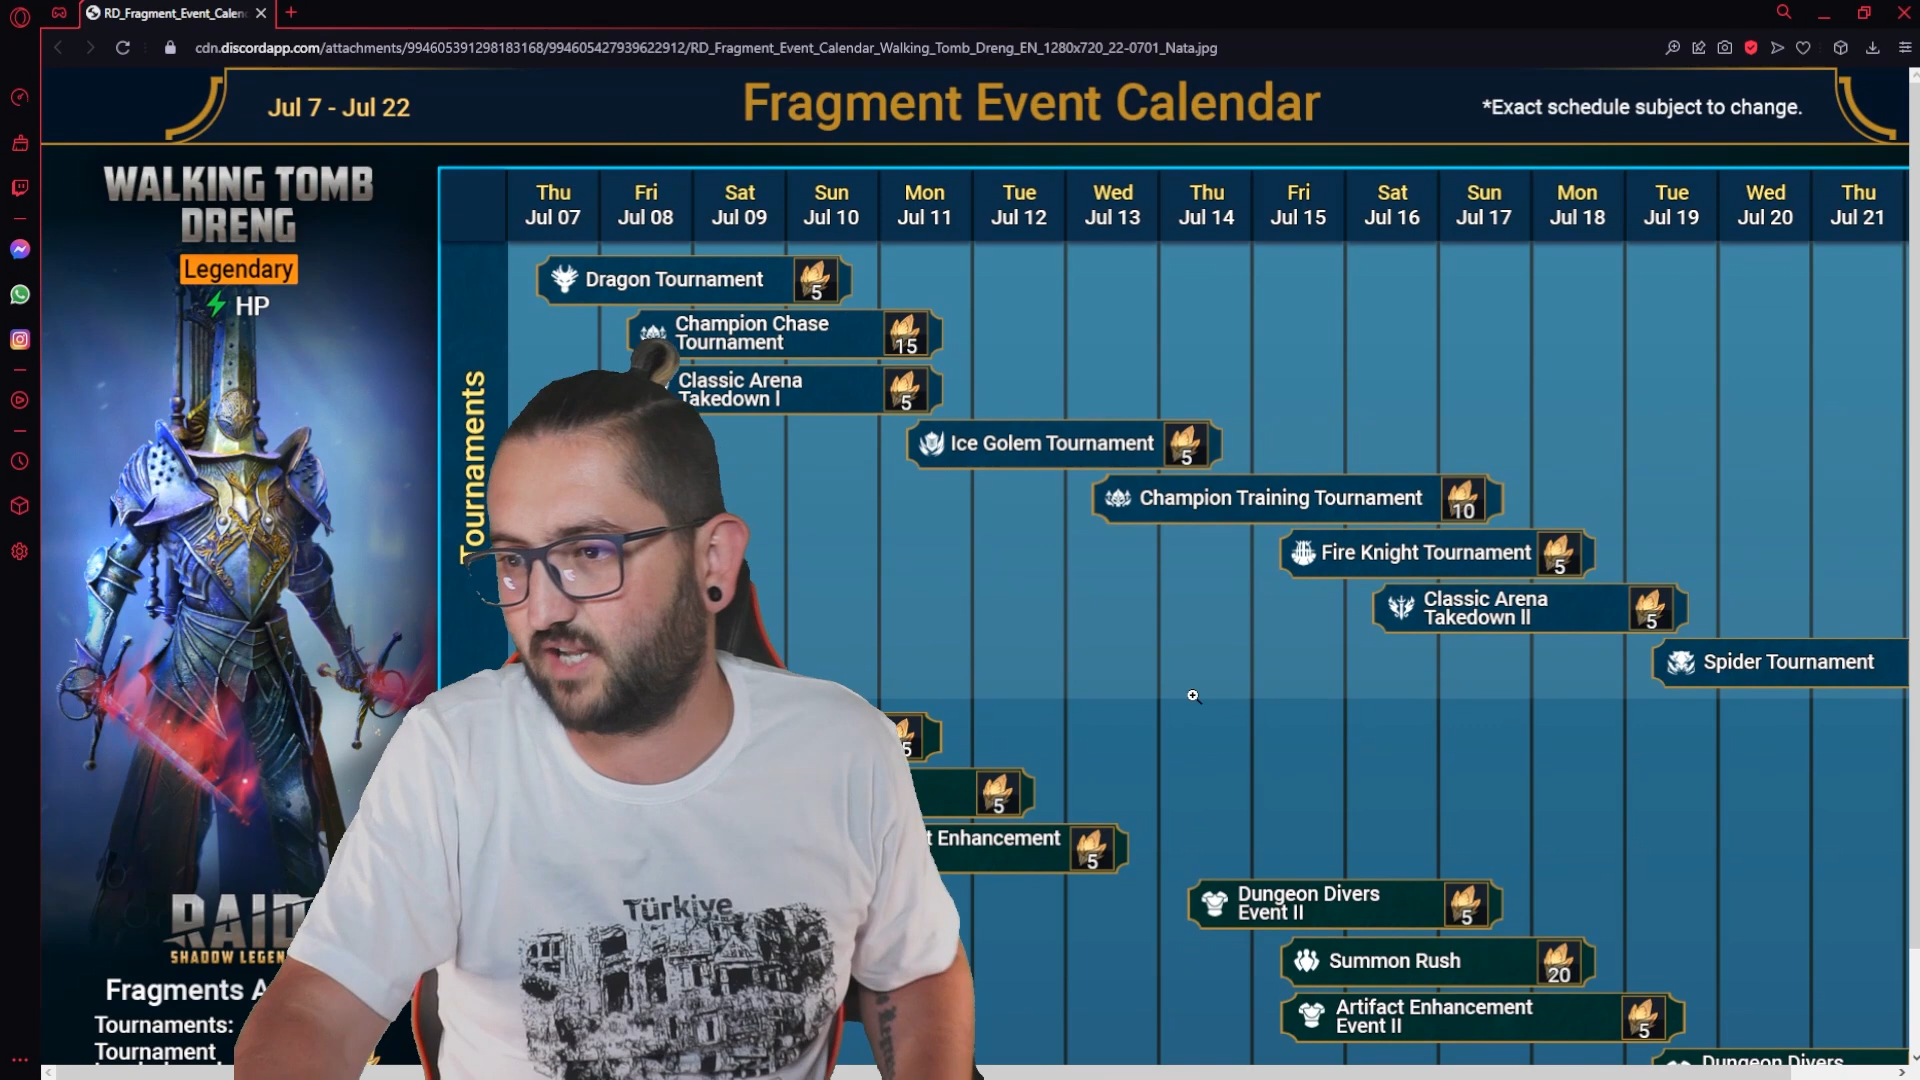 RD_Fragment_Event_Calen
cdn.discordapp.com/attachments/994605391298183168/994605427939622912/RD_Fragment_Event_Calendar_Walking_Tomb_Dreng_EN_1280x720_22-0701_Nata.jpg
Jul 7 - Jul 22
Fragment Event Calendar
*Exact schedule subject to change.
WALKING TOMB
DRENG
Legendary
HP
Thu Fri Sat Sun Mon Tue Wed Thu Fri Sat Sun Mon Tue Wed Thu
Jul 07 Jul 08 Jul 09 Jul 10 Jul 11 Jul 12 Jul 13 Jul 14 Jul 15 Jul 16 Jul 17 Jul 18 Jul 19 Jul 20 Jul 21
Tournaments
Dragon Tournament 5
Champion Chase
Tournament 15
Classic Arena
Takedown I 5
Ice Golem Tournament 5
Champion Training Tournament 10
Fire Knight Tournament 5
Classic Arena
Takedown II 5
Spider Tournament
5
5
t Enhancement 5
Dungeon Divers
Event II 5
Summon Rush 20
Artifact Enhancement
Event II 5
Dungeon Divers
RAID
SHADOW LEGEN
Fragments A
Tournaments:
Tournament
Türkiye